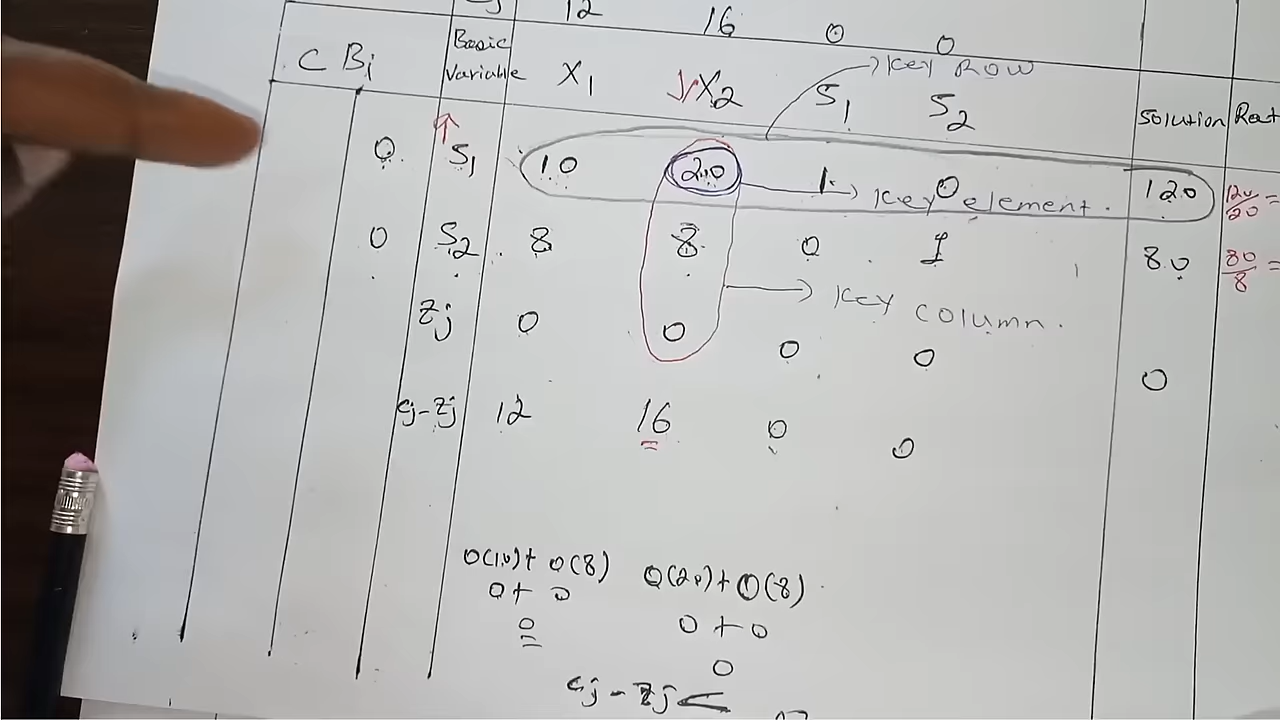 12 16 0 0
CBi Basic Variable X1 X2 S1 S2 Solution
Key Row
0 S1 10 20 1 0 120 120/20 =
Key element.
0 S2 8 8 0 1 80 80/8 =
Key column.
Zj 0 0 0 0 0
Cj-Zj 12 16 0 0
0(10)+0(8) 0(20)+0(8)
0+0 0+0
0 0
Cj-Zj ≤